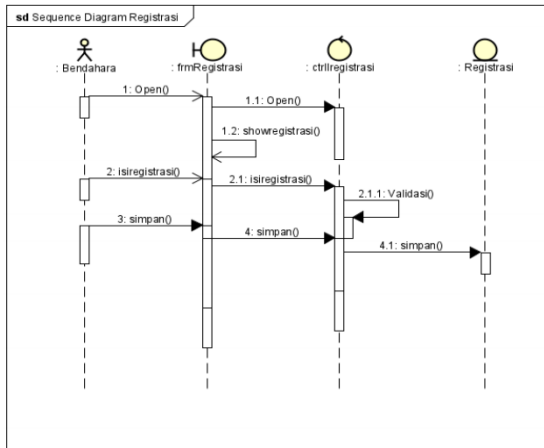 sd Sequence Diagram Registrasi
: Bendahara
: frmRegistrasi
: ctrlIregistrasi
: Registrasi
1: Open()
1.1: Open()
1.2: showregistrasi()
2: isiregistrasi()
2.1: isiregistrasi()
2.1.1: Validasi()
3: simpan()
4: simpan()
4.1: simpan()